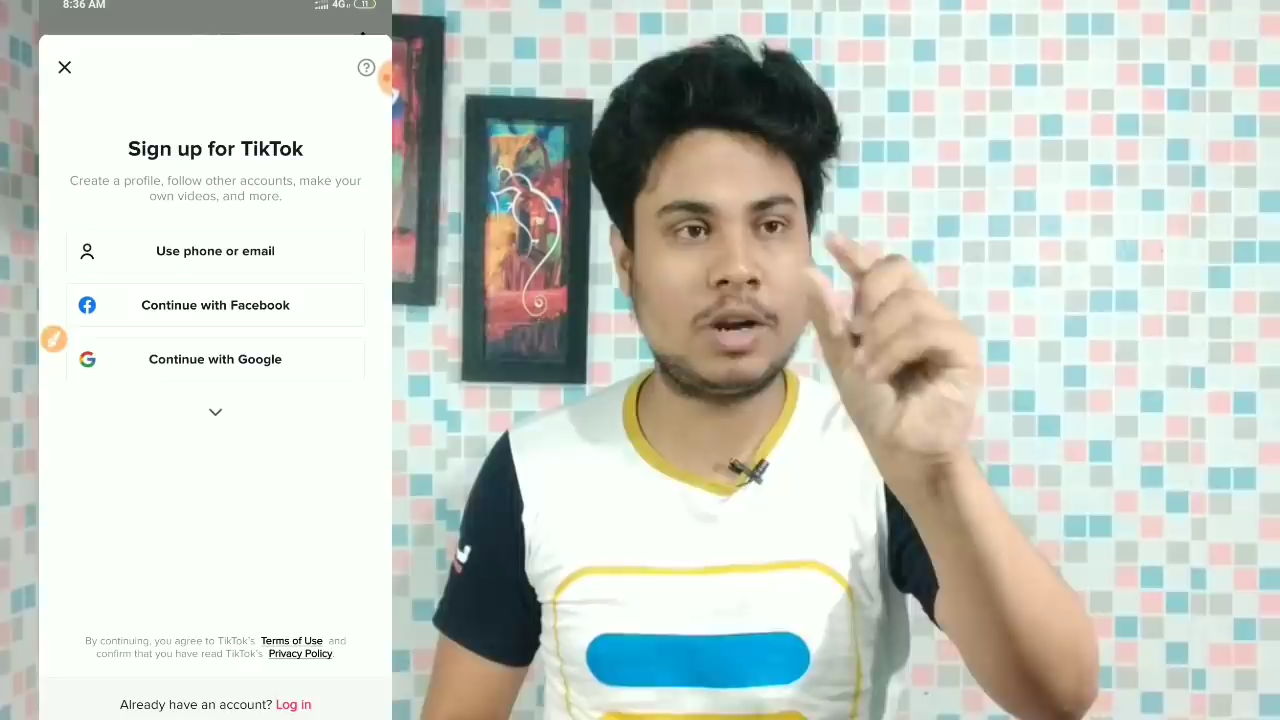 8:36 AM
4G
11
Sign up for TikTok
Create a profile, follow other accounts, make your
own videos, and more.
Use phone or email
Continue with Facebook
Continue with Google
By continuing, you agree to TikTok's Terms of Use and
confirm that you have read TikTok's Privacy Policy.
Already have an account? Log in